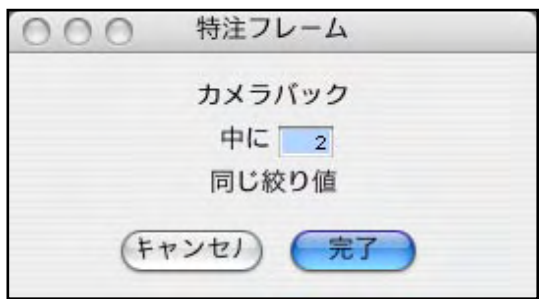 特注フレーム
カメラバック
中に 2
同じ絞り値
キャンセル 完了